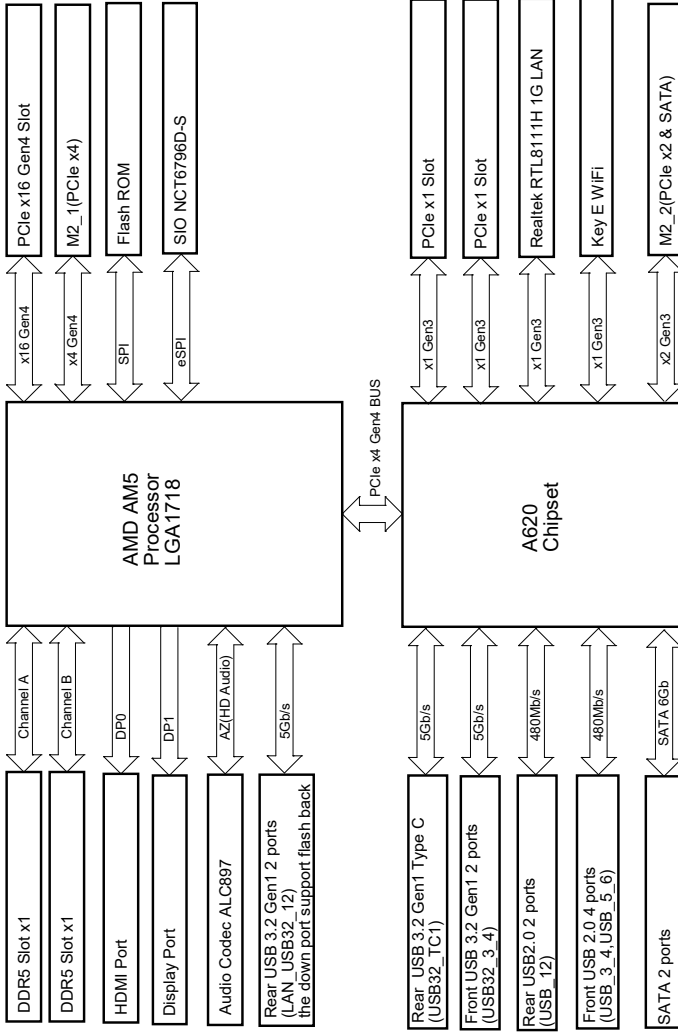 DDR5 Slot x1
Channel A
DDR5 Slot x1
Channel B
HDMI Port
DP0
Display Port
DP1
Audio Codec ALC897
AZ(HD Audio)
Rear USB 3.2 Gen1 2 ports
(LAN_USB32_12)
the down port support flash back
5Gb/s
AMD AM5
Processor
LGA1718
x16 Gen4
PCIe x16 Gen4 Slot
x4 Gen4
M2_1(PCIe x4)
SPI
Flash ROM
eSPI
SIO NCT6796D-S
PCIe x4 Gen4 BUS
Rear USB 3.2 Gen1 Type C
(USB32_TC1)
5Gb/s
Front USB 3.2 Gen1 2 ports
(USB32_3_4)
5Gb/s
Rear USB2.0 2 ports
(USB_12)
480Mb/s
Front USB 2.0 4 ports
(USB_3_4,USB_5_6)
480Mb/s
SATA 2 ports
SATA 6Gb
A620
Chipset
x1 Gen3
PCIe x1 Slot
x1 Gen3
PCIe x1 Slot
x1 Gen3
Realtek RTL8111H 1G LAN
x1 Gen3
Key E WiFi
x2 Gen3
M2_2(PCIe x2 & SATA)